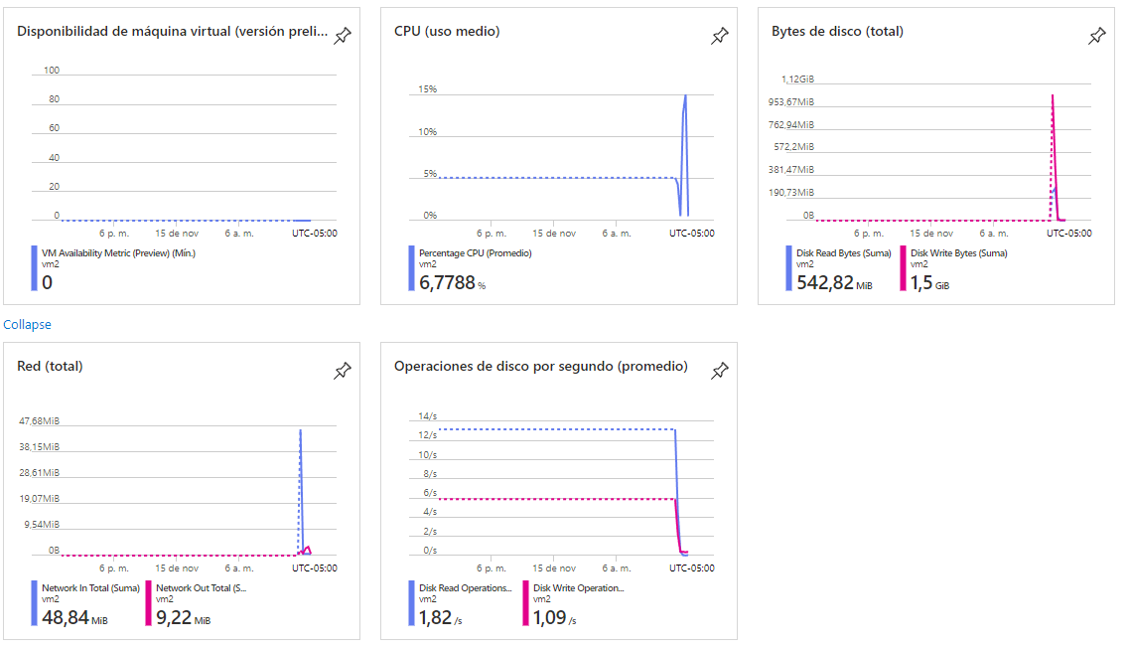 Disponibilidad de máquina virtual (versión preli...
100
80
60
40
20
0
6 p. m.
15 de nov
6 a. m.
UTC-05:00
VM Availability Metric (Preview) (Mín.)
vm2
0
CPU (uso medio)
15%
10%
5%
0%
6 p. m.
15 de nov
6 a. m.
UTC-05:00
Percentage CPU (Promedio)
vm2
6,7788 %
Bytes de disco (total)
1,12GiB
953,67MiB
762,94MiB
572,2MiB
381,47MiB
190,73MiB
0B
6 p. m.
15 de nov
6 a. m.
UTC-05:00
Disk Read Bytes (Suma)
vm2
542,82 MiB
Disk Write Bytes (Suma)
vm2
1,5 GiB
Collapse
Red (total)
47,68MiB
38,15MiB
28,61MiB
19,07MiB
9,54MiB
0B
6 p. m.
15 de nov
6 a. m.
UTC-05:00
Network In Total (Suma)
vm2
48,84 MiB
Network Out Total (S...
vm2
9,22 MiB
Operaciones de disco por segundo (promedio)
14/s
12/s
10/s
8/s
6/s
4/s
2/s
0/s
6 p. m.
15 de nov
6 a. m.
UTC-05:00
Disk Read Operations...
vm2
1,82 /s
Disk Write Operation...
vm2
1,09 /s